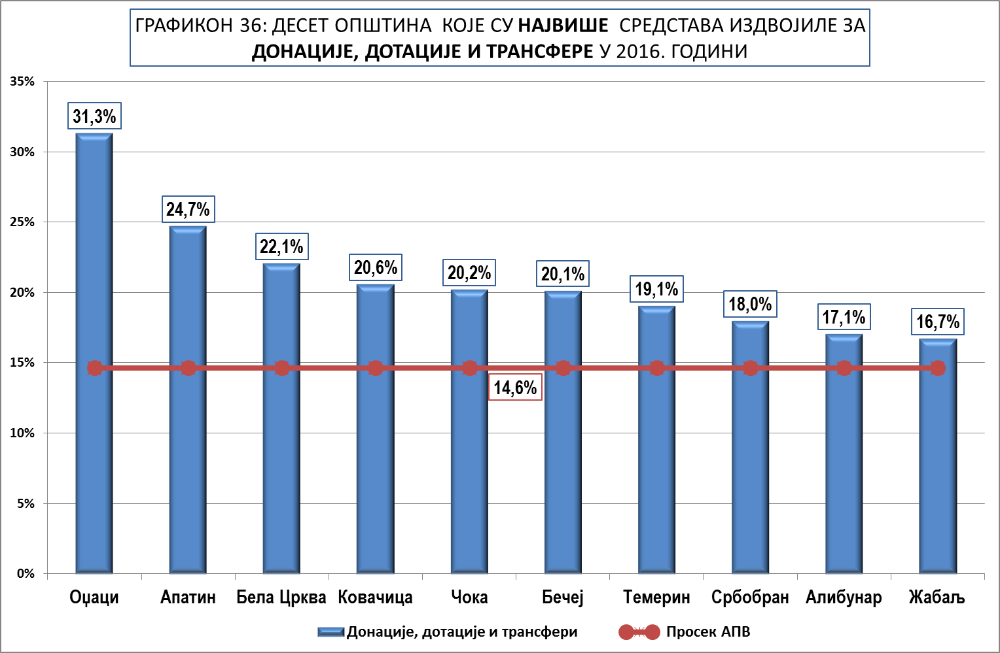 ГРАФИКОН 36: ДЕСЕТ ОПШТИНА КОЈЕ СУ НАЈВИШЕ СРЕДСТАВА ИЗДВОЈИЛЕ ЗА
ДОНАЦИЈЕ, ДОТАЦИЈЕ И ТРАНСФЕРЕ У 2016. ГОДИНИ
35%
30%
25%
20%
15%
10%
5%
0%
31,3%
24,7%
22,1%
20,6%
20,2%
20,1%
19,1%
18,0%
17,1%
16,7%
14,6%
Оџаци
Апатин
Бела Црква
Ковачица
Чока
Бечеј
Темерин
Србобран
Алибунар
Жабаљ
Донације, дотације и трансфери
Просек АПВ